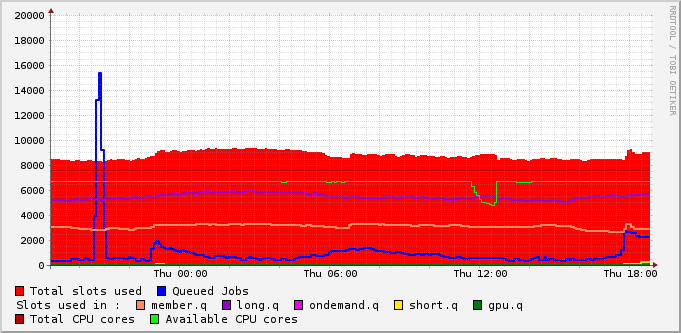 20000
18000
16000
14000
12000
10000
8000
6000
4000
2000
0
Thu 00:00 Thu 06:00 Thu 12:00 Thu 18:00
Total slots used Queued Jobs
Slots used in : member.q long.q ondemand.q short.q gpu.q
Total CPU cores Available CPU cores
RRDTOOL / TOBI OETIKER